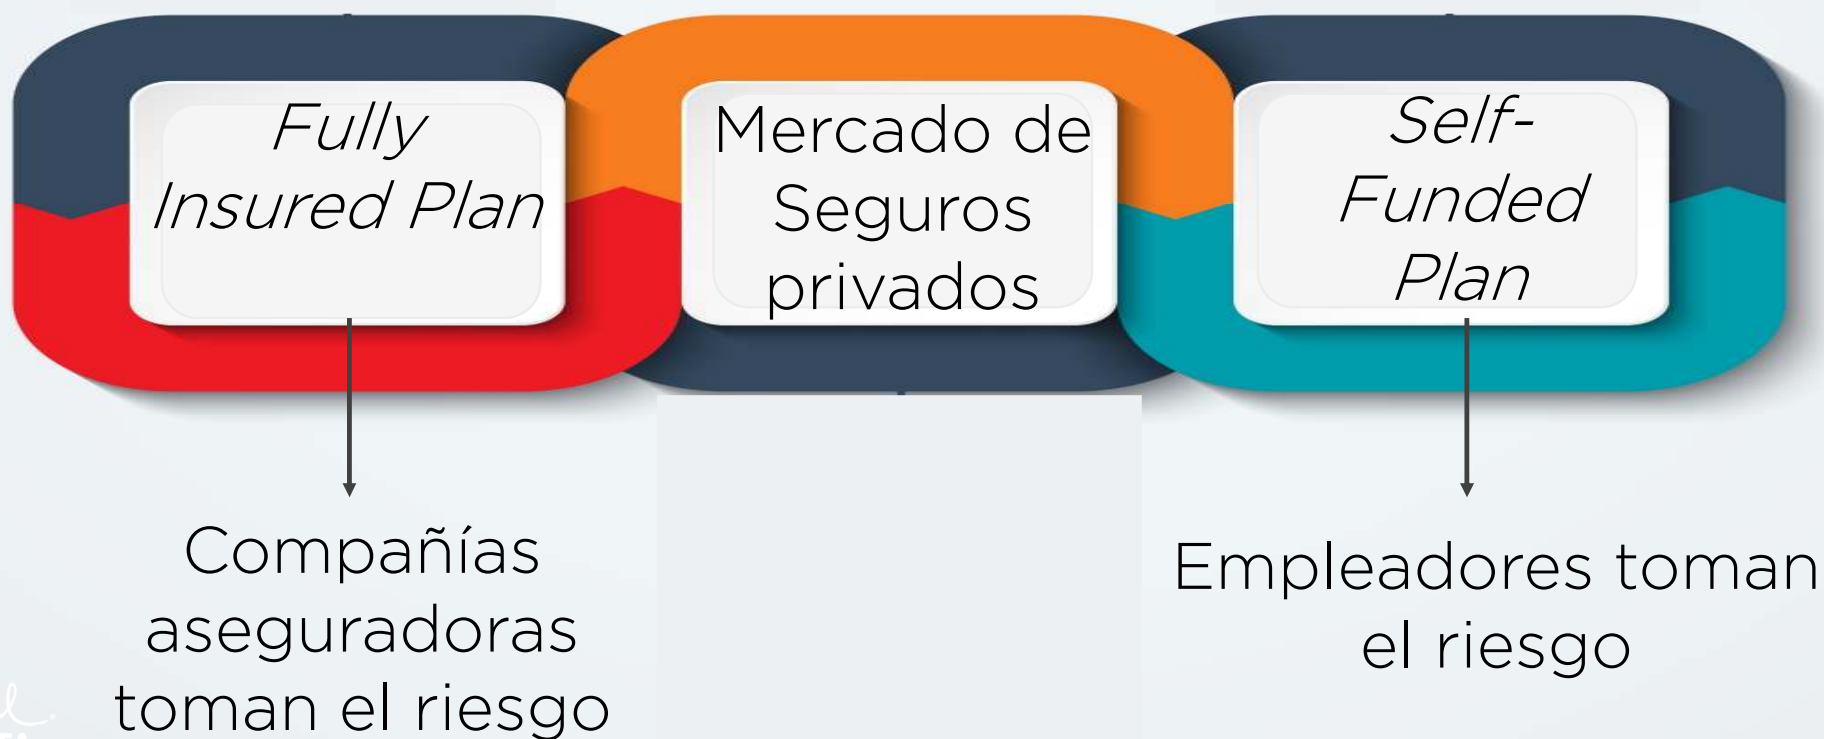 Fully
Insured Plan
Mercado de
Seguros
privados
Self-
Funded
Plan
Compañías
aseguradoras
toman el riesgo
Empleadores toman
el riesgo